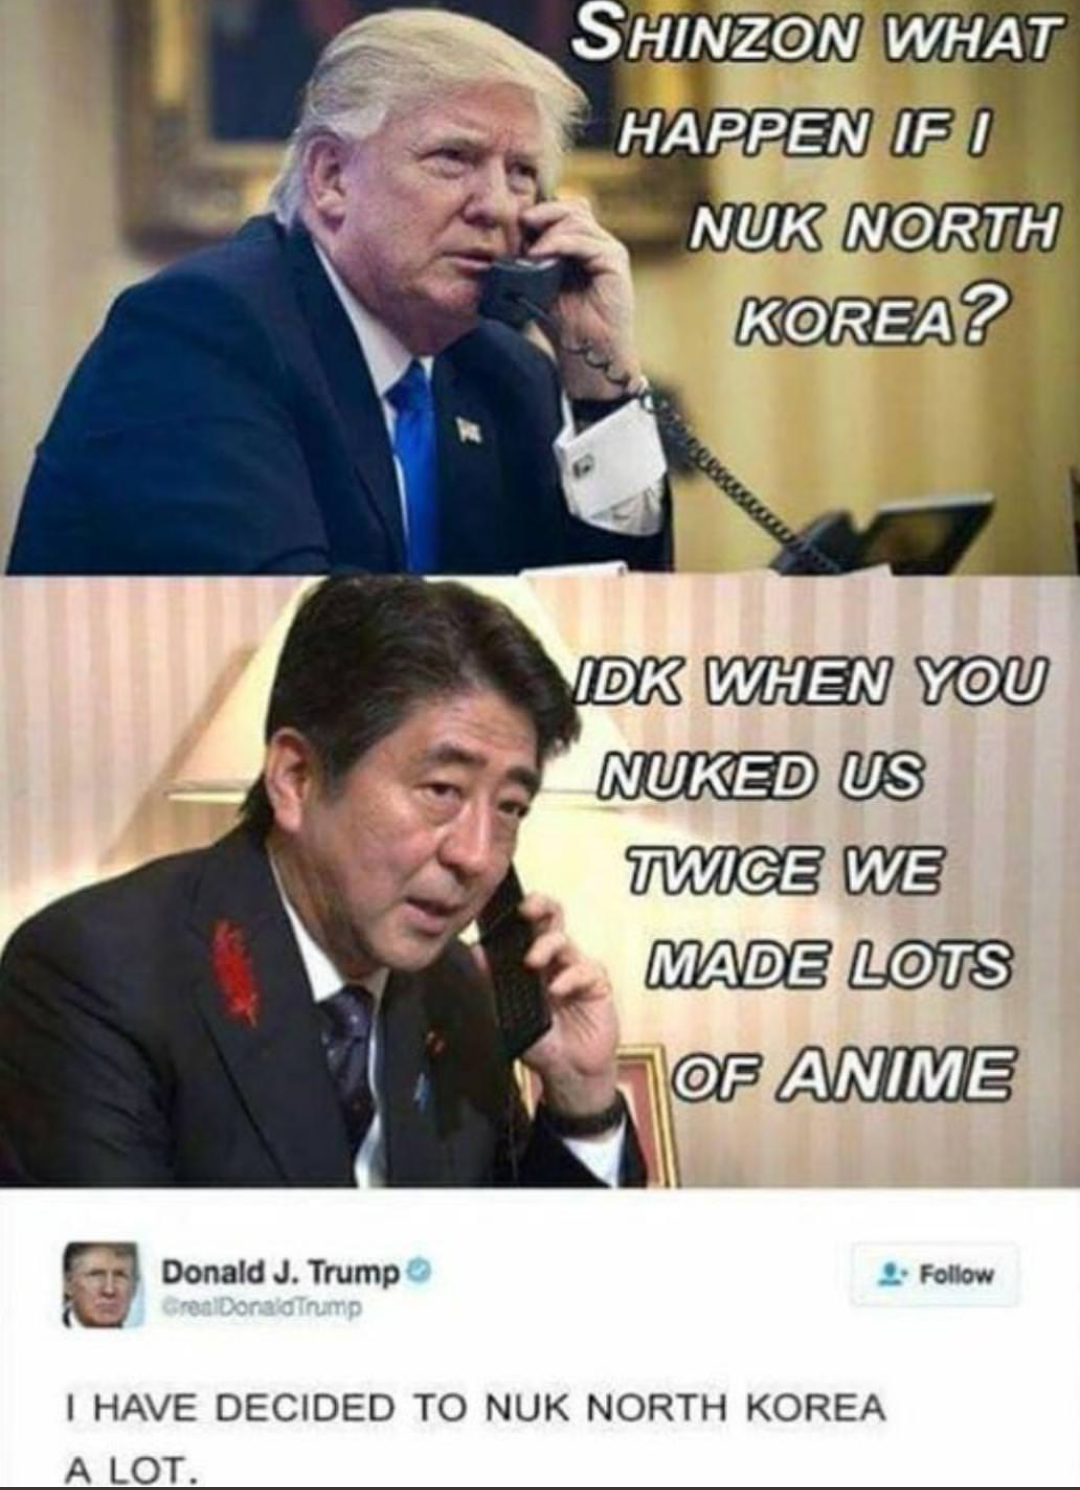 SHINZON WHAT
HAPPEN IF I
NUK NORTH
KOREA?
IDK WHEN YOU
NUKED US
TWICE WE
MADE LOTS
OF ANIME
Donald J. Trump
Follow
@realDonaldTrump
I HAVE DECIDED TO NUK NORTH KOREA
A LOT.